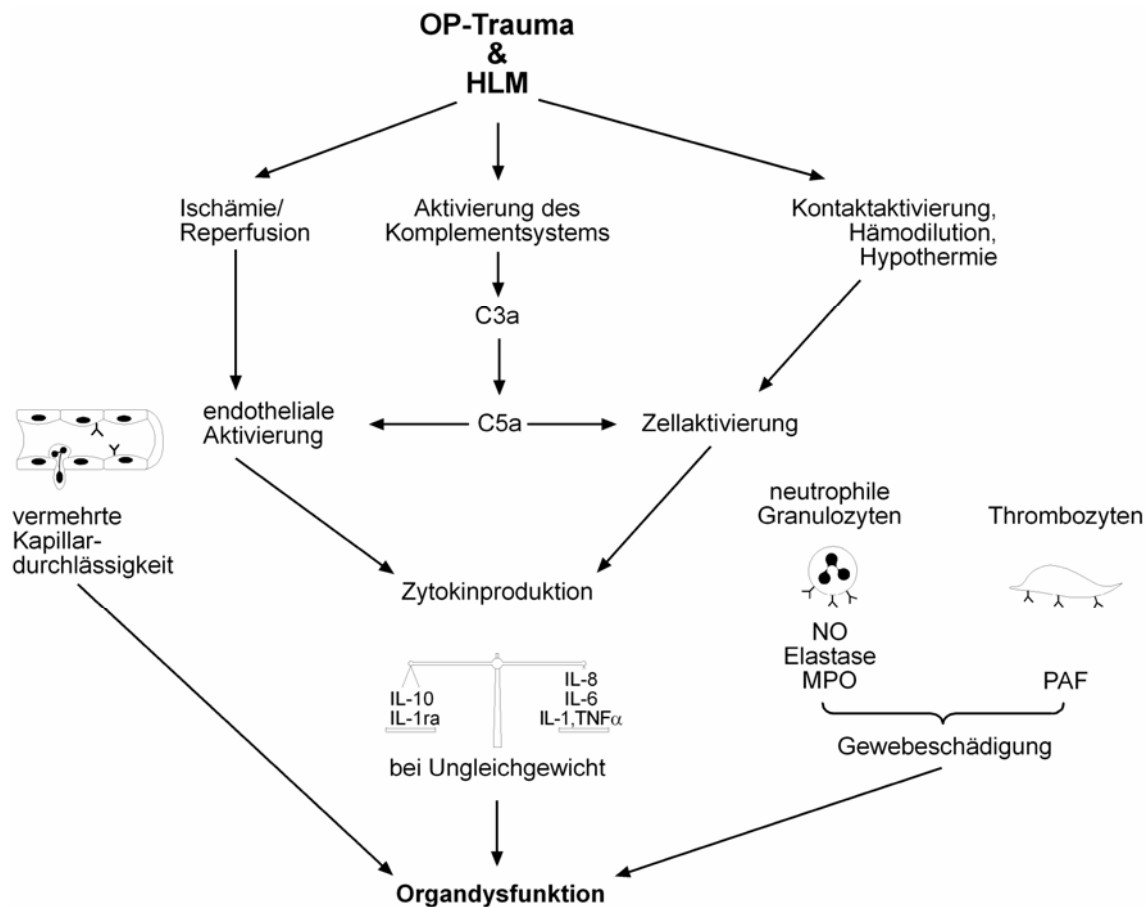 OP-Trauma
&
HLM
Ischämie/
Reperfusion
Aktivierung des
Komplementsystems
Kontaktaktivierung,
Hämodilution,
Hypothermie
C3a
endotheliale
Aktivierung
C5a
Zellaktivierung
vermehrte
Kapillar-
durchlässigkeit
neutrophile
Granulozyten
Thrombozyten
Zytokinproduktion
NO
Elastase
MPO
PAF
IL-10
IL-1ra
IL-8
IL-6
IL-1,TNFα
bei Ungleichgewicht
Gewebeschädigung
Organdysfunktion